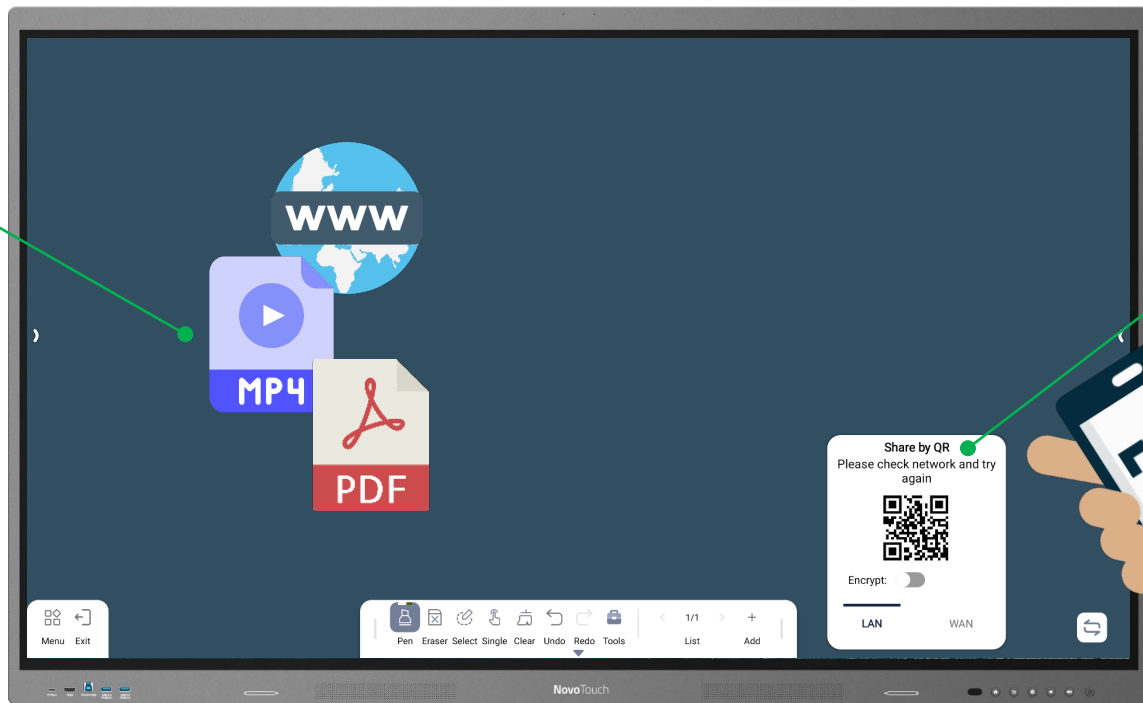 WWW
MP4
PDF
Share by QR
Please check network and try
again
Encrypt:
LAN WAN
Menu Exit
Pen Eraser Select Single Clear Undo Redo Tools
< 1/1 > +
List Add
NovoTouch